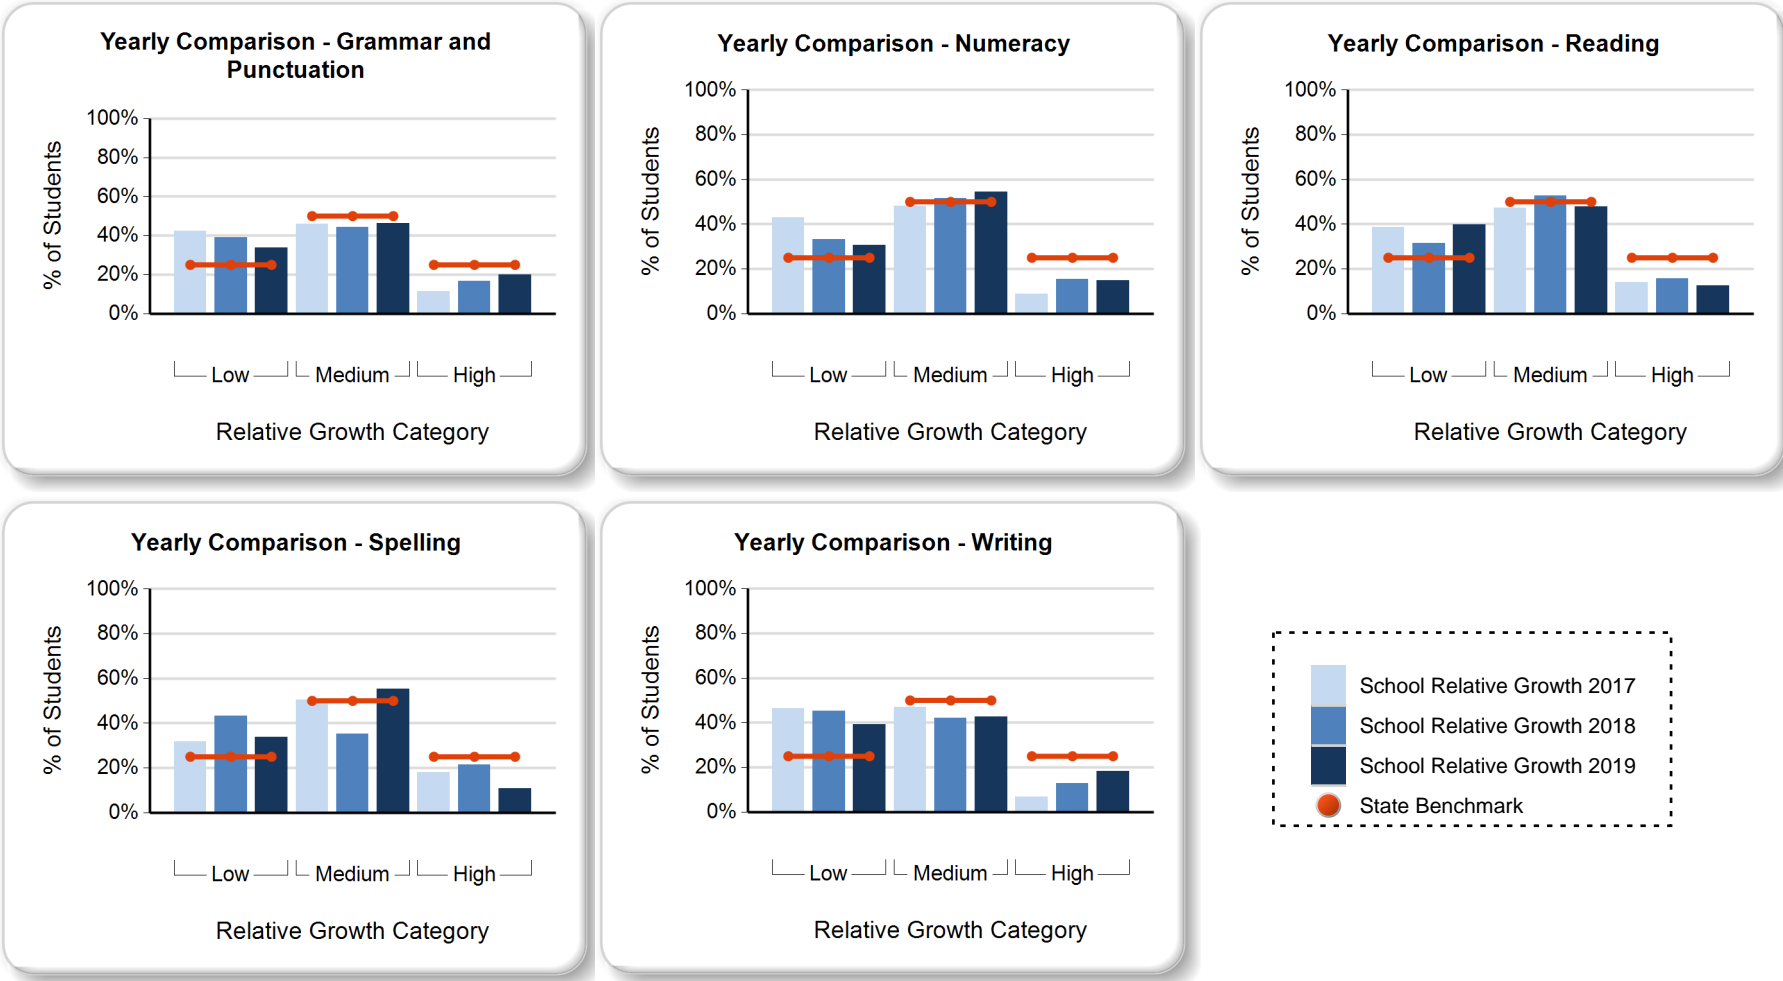 Yearly Comparison - Grammar and
Punctuation
100%
80%
60%
40%
20%
0%
% of Students
Low
Medium
High
Relative Growth Category
Yearly Comparison - Numeracy
100%
80%
60%
40%
20%
0%
% of Students
Low
Medium
High
Relative Growth Category
Yearly Comparison - Reading
100%
80%
60%
40%
20%
0%
% of Students
Low
Medium
High
Relative Growth Category
Yearly Comparison - Spelling
100%
80%
60%
40%
20%
0%
% of Students
Low
Medium
High
Relative Growth Category
Yearly Comparison - Writing
100%
80%
60%
40%
20%
0%
% of Students
Low
Medium
High
Relative Growth Category
School Relative Growth 2017
School Relative Growth 2018
School Relative Growth 2019
State Benchmark